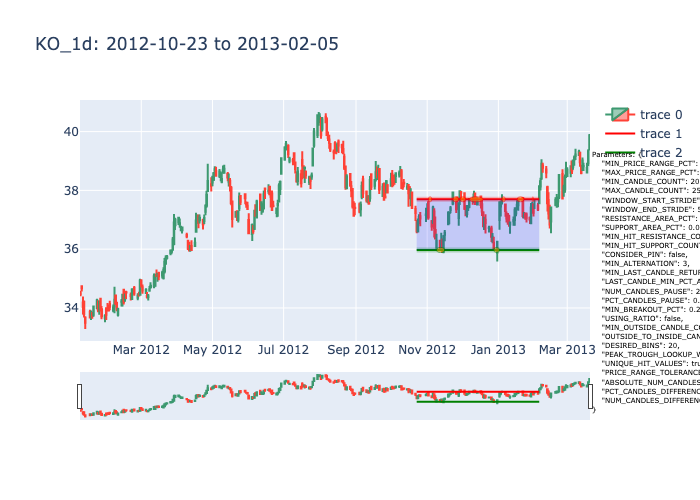 KO_1d: 2012-10-23 to 2013-02-05
40
38
36
34
Mar 2012
May 2012
Jul 2012
Sep 2012
Nov 2012
Jan 2013
Mar 2013
trace 0
trace 1
trace 2
Parameters: {
"MIN_PRICE_RANGE_PCT":
"MAX_PRICE_RANGE_PCT":
"MIN_CANDLE_COUNT": 20
"MAX_CANDLE_COUNT": 25
"WINDOW_START_STRIDE"
"WINDOW_END_STRIDE":
"RESISTANCE_AREA_PCT":
"SUPPORT_AREA_PCT": 0.0
"MIN_HIT_RESISTANCE_CO
"MIN_HIT_SUPPORT_COUNT
"CONSIDER_PIN": false,
"MIN_ALTERNATION": 3,
"MIN_LAST_CANDLE_RETUR
"LAST_CANDLE_MIN_PCT_A
"NUM_CANDLES_PAUSE": 2
"PCT_CANDLES_PAUSE": 0.
"MIN_BREAKOUT_PCT": 0.2
"USING_RATIO": false,
"MIN_OUTSIDE_CANDLE_CO
"OUTSIDE_TO_INSIDE_CAN
"DESIRED_BINS": 20,
"PEAK_TROUGH_LOOKUP_W
"UNIQUE_HIT_VALUES": tru
"PRICE_RANGE_TOLERANC
"ABSOLUTE_NUM_CANDLES
"PCT_CANDLES_DIFFERENC
"NUM_CANDLES_DIFFERENC
}